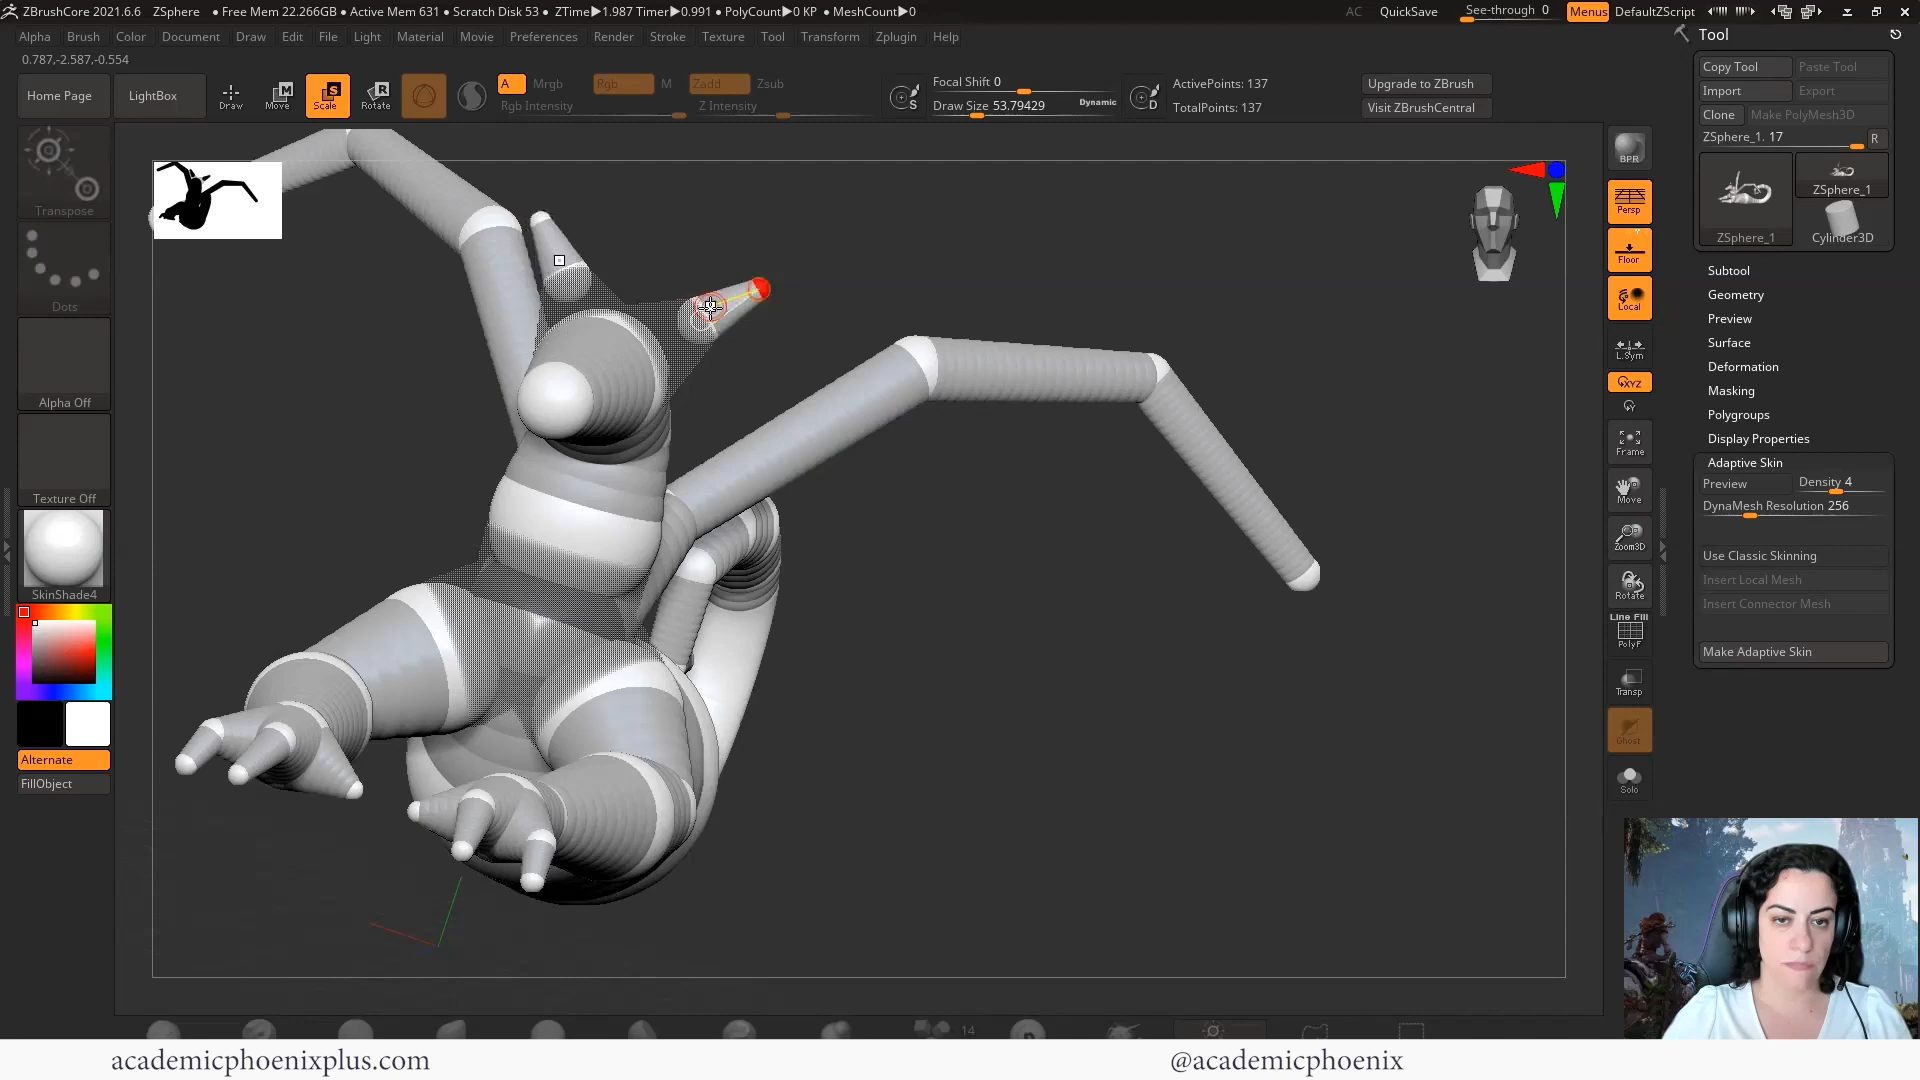 ZBrushCore 2021.6.6 ZSphere • Free Mem 22.266GB • Active Mem 631 • Scratch Disk 53 • ZTime▶1.987 Timer▶0.991 • PolyCount▶0 KP • MeshCount▶0 AC QuickSave See-through 0 Menus DefaultZScript
Alpha Brush Color Document Draw Edit File Light Material Movie Preferences Render Stroke Texture Tool Transform Zplugin Help
0.787,-2.587,-0.554
Home Page LightBox Draw Move Scale Rotate
A Mrgb Rgb M Zadd Zsub
Rgb Intensity Z Intensity
Focal Shift 0
Draw Size 53.79429 Dynamic
ActivePoints: 137
TotalPoints: 137
Upgrade to ZBrush
Visit ZBrushCentral
Transpose
Dots
Alpha Off
Texture Off
SkinShade4
Alternate
FillObject
BPR
Persp
Floor
Local
L.Sym
XYZ
Frame
Move
Zoom3D
Rotate
Line Fill
PolyF
Transp
Ghost
Solo
Tool
Copy Tool Paste Tool
Import Export
Clone Make PolyMesh3D
ZSphere_1. 17 R
ZSphere_1
ZSphere_1 Cylinder3D
Subtool
Geometry
Preview
Surface
Deformation
Masking
Polygroups
Display Properties
Adaptive Skin
Preview Density 4
DynaMesh Resolution 256
Use Classic Skinning
Insert Local Mesh
Insert Connector Mesh
Make Adaptive Skin
14
academicphoenixplus.com @academicphoenix